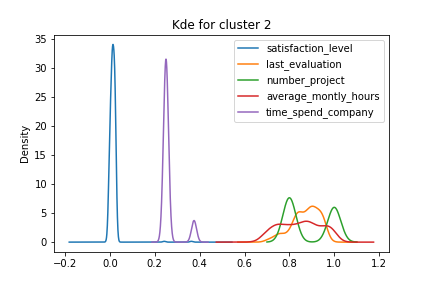 Kde for cluster 2
35
30
25
20
15
10
5
0
Density
satisfaction_level
last_evaluation
number_project
average_montly_hours
time_spend_company
−0.2 0.0 0.2 0.4 0.6 0.8 1.0 1.2